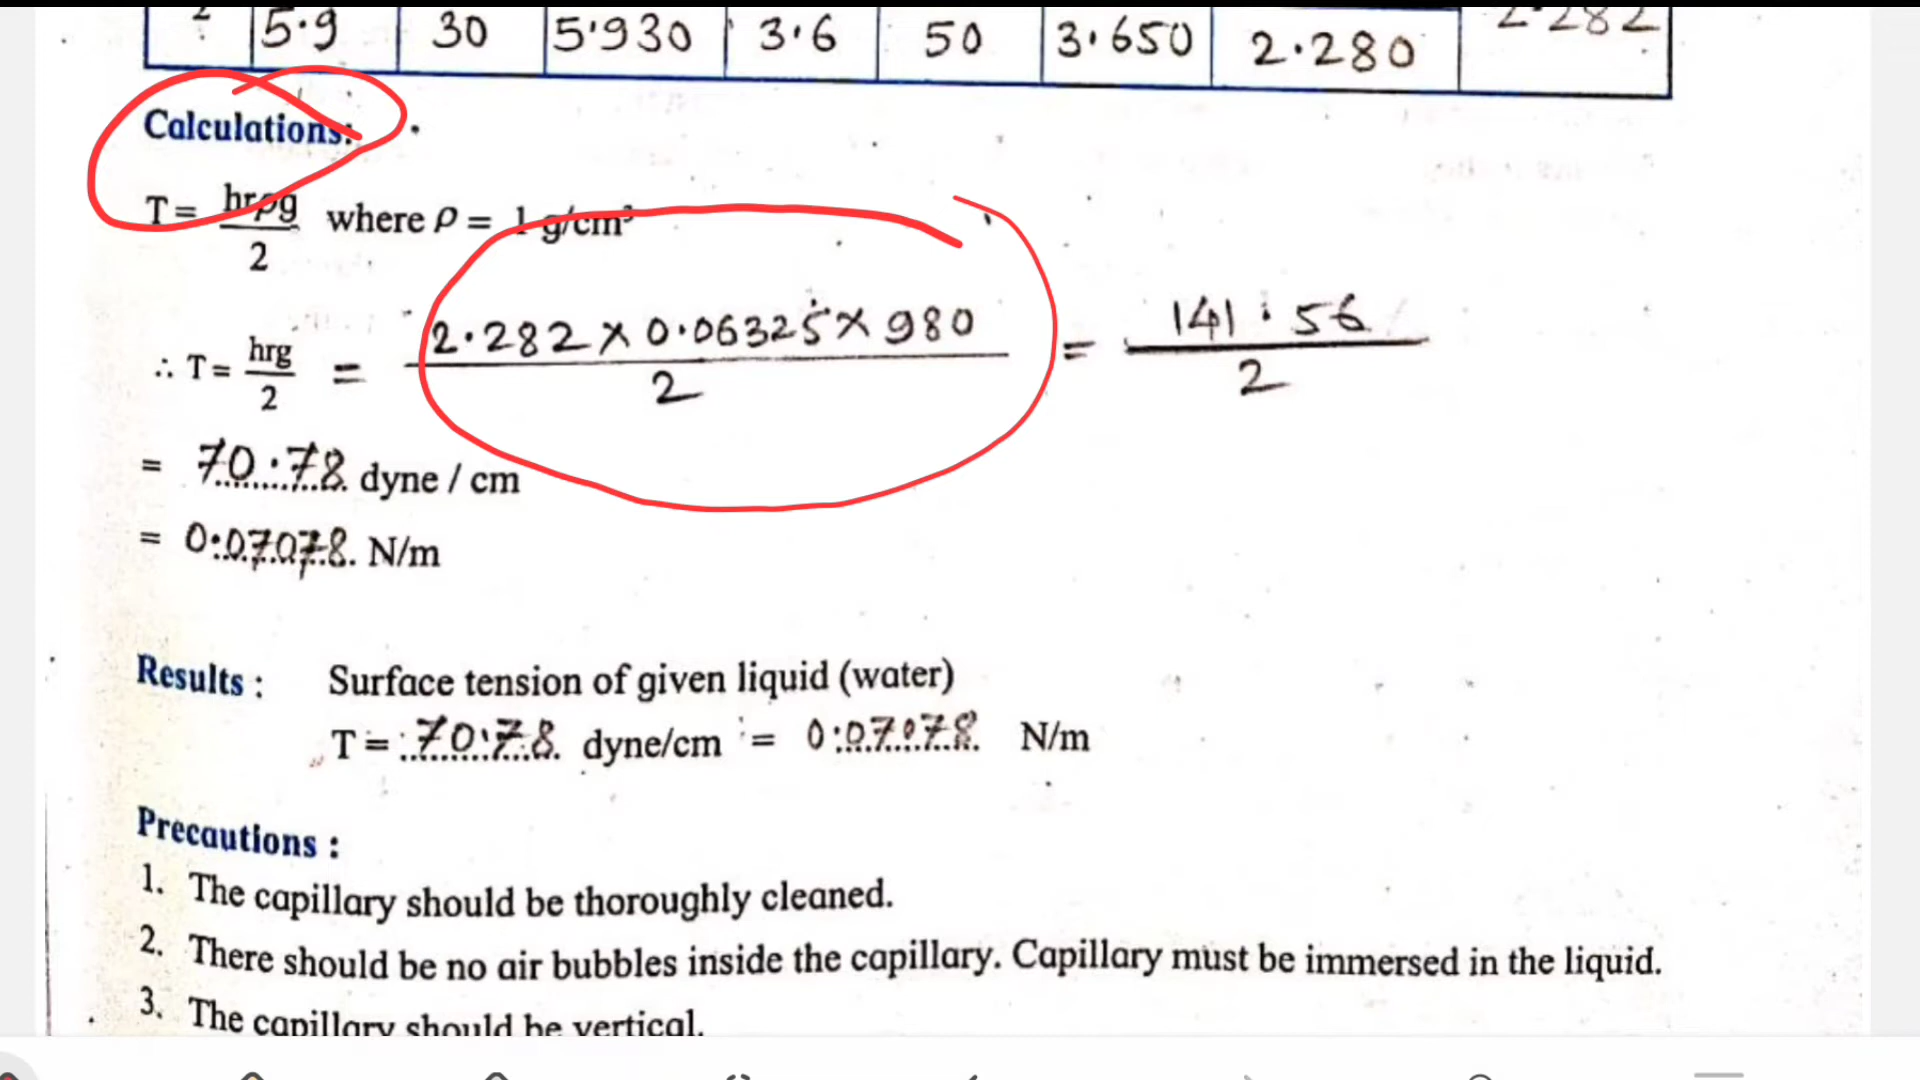 5.9 30 5.930 3.6 50 3.650 2.280 2.282
Calculations:
T = hrρg / 2 where ρ = 1 g/cm³
∴ T = hrg / 2 = 2.282 x 0.06325 x 980 / 2 = 141.56 / 2
= 70.78 dyne / cm
= 0.07078 N/m
Results : Surface tension of given liquid (water)
T = 70.78 dyne/cm = 0.07078 N/m
Precautions :
1. The capillary should be thoroughly cleaned.
2. There should be no air bubbles inside the capillary. Capillary must be immersed in the liquid.
3. The capillary should be vertical.